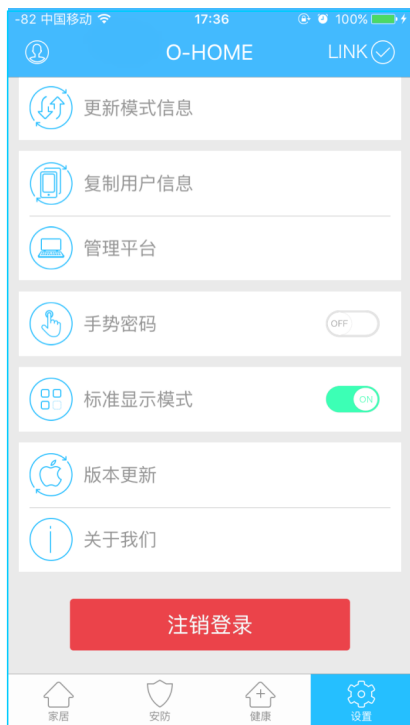 -82 中国移动 17:36 100%
O-HOME LINK
更新模式信息
复制用户信息
管理平台
手势密码 OFF
标准显示模式 ON
版本更新
关于我们
注销登录
家居 安防 健康 设置